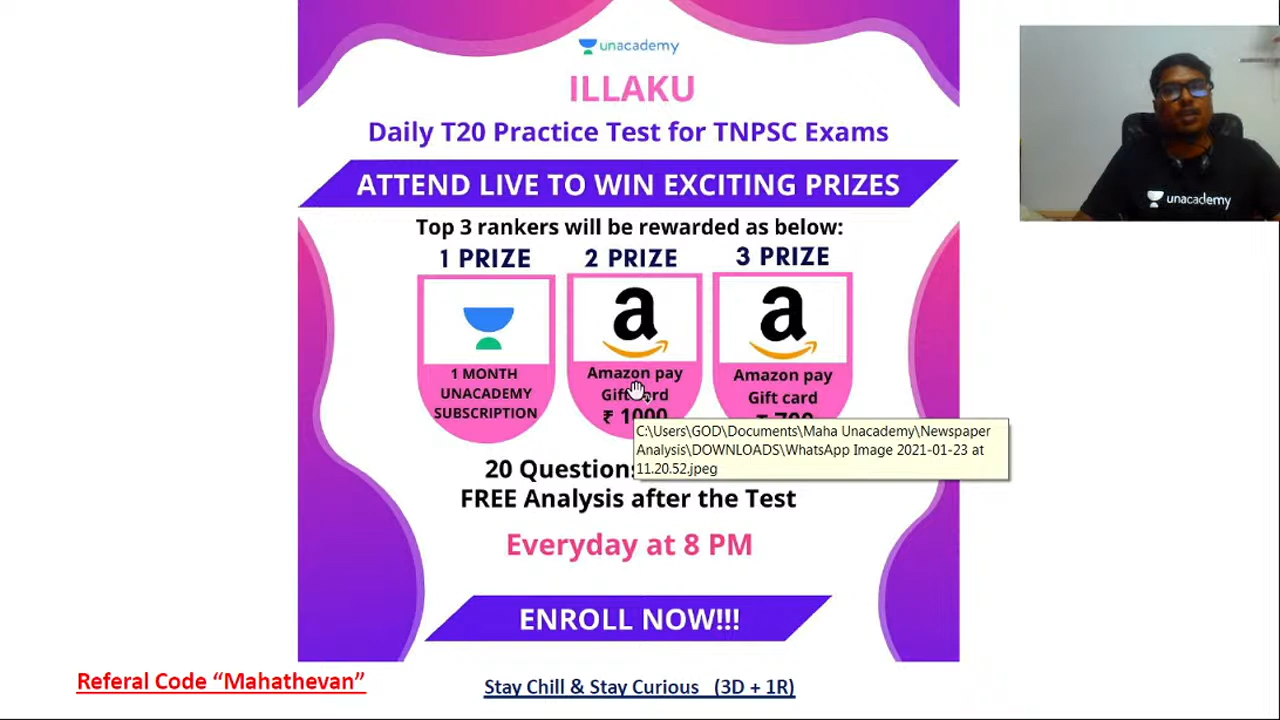 unacademy
ILLAKU
Daily T20 Practice Test for TNPSC Exams
ATTEND LIVE TO WIN EXCITING PRIZES
Top 3 rankers will be rewarded as below:
1 PRIZE
2 PRIZE
3 PRIZE
1 MONTH
UNACADEMY
SUBSCRIPTION
Amazon pay
₹ 1000
Amazon pay
Gift card
C:\Users\GOD\Documents\Maha Unacademy\Newspaper
Analysis\DOWNLOADS\WhatsApp Image 2021-01-23 at
11.20.52.jpeg
20 Questions
FREE Analysis after the Test
Everyday at 8 PM
ENROLL NOW!!!
Referal Code “Mahathevan”
Stay Chill & Stay Curious (3D + 1R)
unacademy